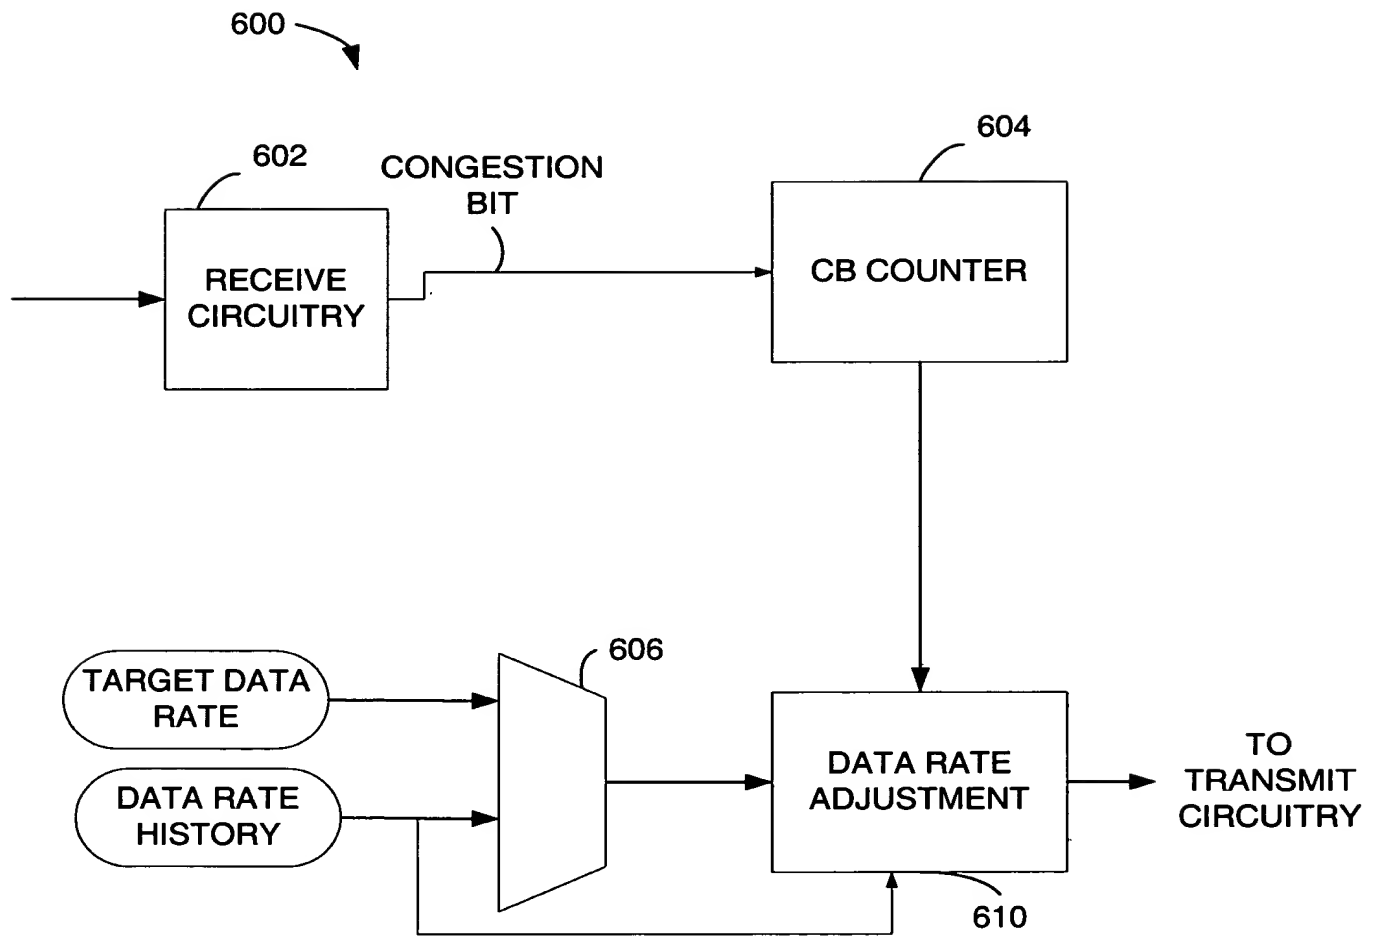 600
604
602
CONGESTION
BIT
RECEIVE
CIRCUITRY
CB COUNTER
606
TARGET DATA
RATE
DATA RATE
HISTORY
DATA RATE
ADJUSTMENT
TO
TRANSMIT
CIRCUITRY
610